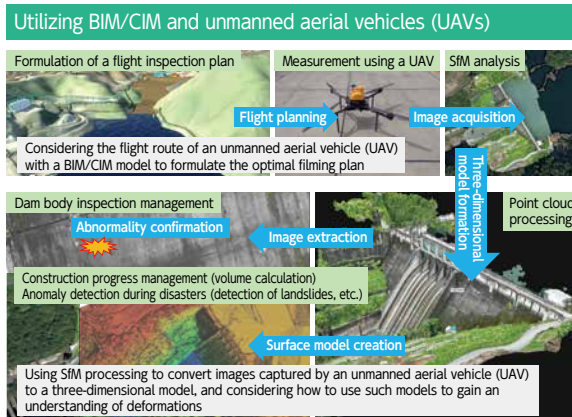 Utilizing BIM/CIM and unmanned aerial vehicles (UAVs)
Formulation of a flight inspection plan
Measurement using a UAV
SfM analysis
Flight planning
Image acquisition
Considering the flight route of an unmanned aerial vehicle (UAV)
with a BIM/CIM model to formulate the optimal filming plan
Three-dimensional
model formation
Dam body inspection management
Point cloud
processing
Abnormality confirmation
Image extraction
Construction progress management (volume calculation)
Anomaly detection during disasters (detection of landslides, etc.)
Surface model creation
Using SfM processing to convert images captured by an unmanned aerial vehicle (UAV)
to a three-dimensional model, and considering how to use such models to gain an
understanding of deformations